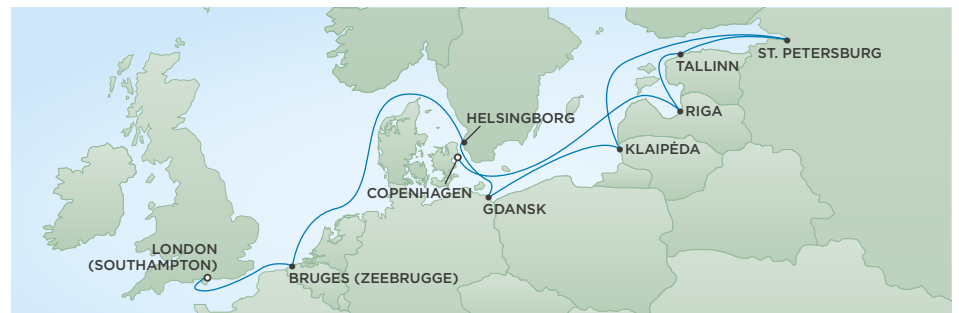 ST. PETERSBURG
TALLINN
RIGA
HELSINGBORG
KLAIPĖDA
COPENHAGEN
GDANSK
LONDON
(SOUTHAMPTON)
BRUGES (ZEEBRUGGE)